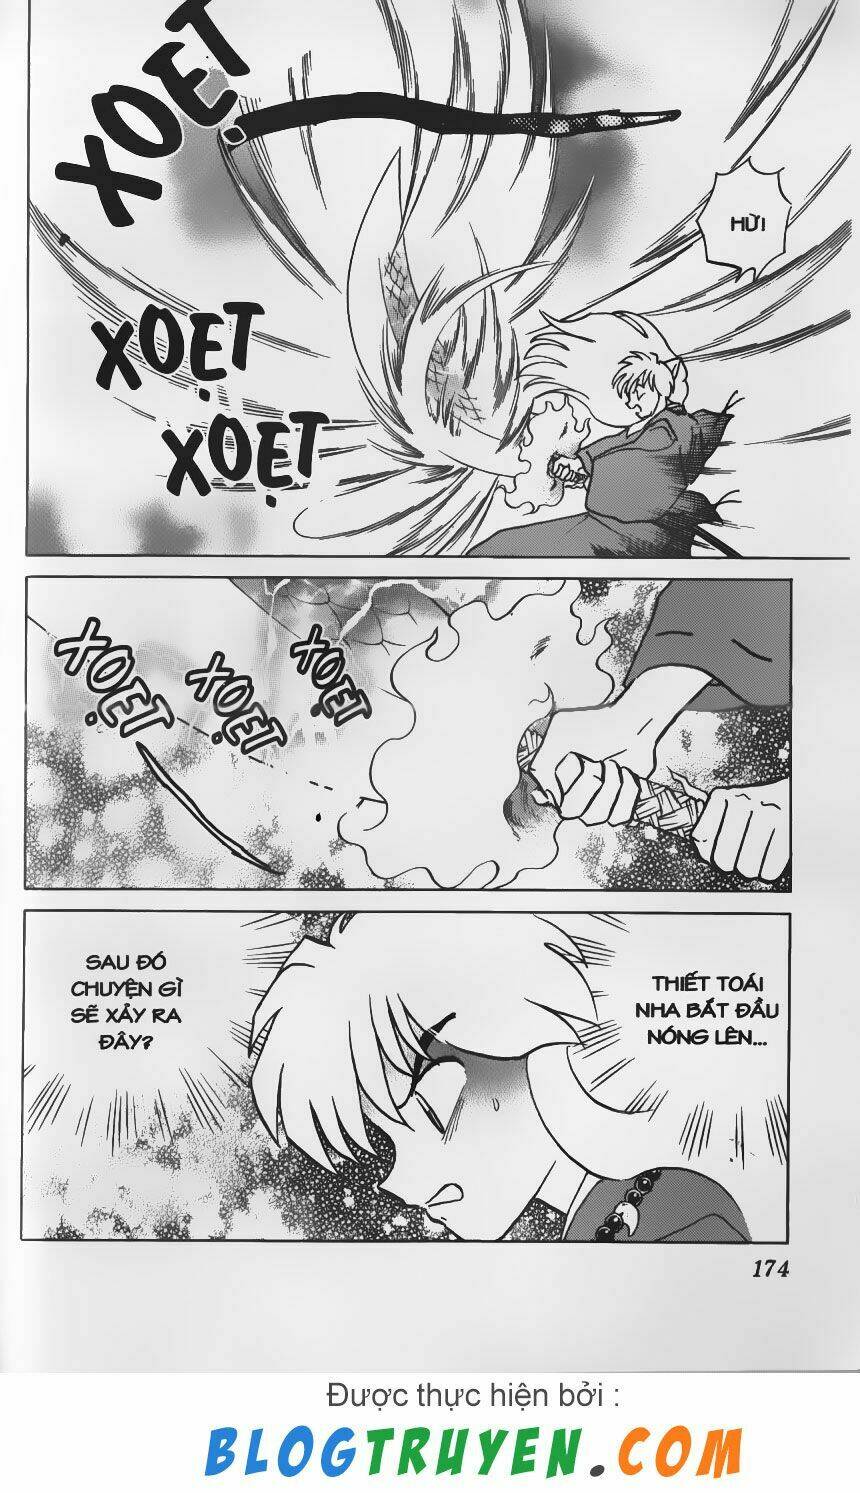 XOẸT
HỪ!
XOẸT
XOẸT
XOẸT
XOẸT
XOẸT
THIẾT TOÁI
NHA BẮT ĐẦU
NÓNG LÊN...
SAU ĐÓ
CHUYỆN GÌ
SẼ XẢY RA
ĐÂY?
174
Được thực hiện bởi :
BLOGTRUYEN.COM